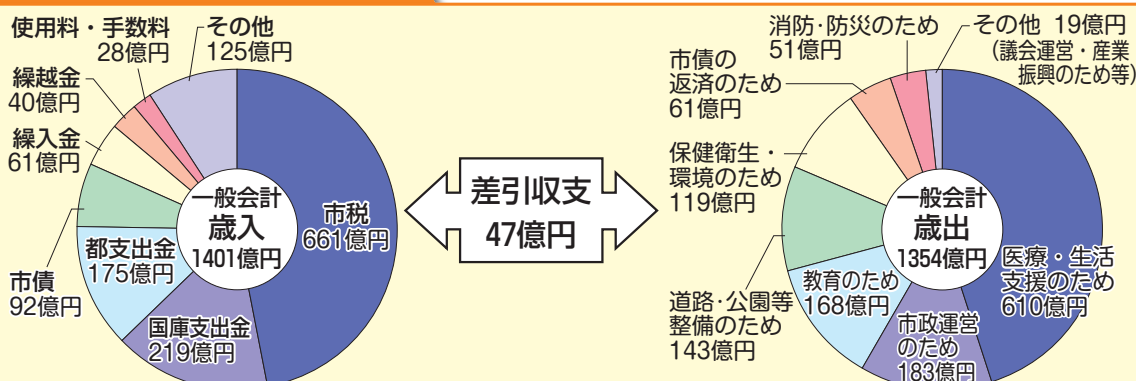 使用料・手数料
28億円
その他
125億円
繰越金
40億円
繰入金
61億円
市債
92億円
都支出金
175億円
国庫支出金
219億円
市税
661億円
一般会計
歳入
1401億円
差引収支
47億円
消防・防災のため
51億円
その他 19億円
(議会運営・産業
振興のため等)
市債の
返済のため
61億円
保健衛生・
環境のため
119億円
道路・公園等
整備のため
143億円
教育のため
168億円
市政運営
のため
183億円
医療・生活
支援のため
610億円
一般会計
歳出
1354億円